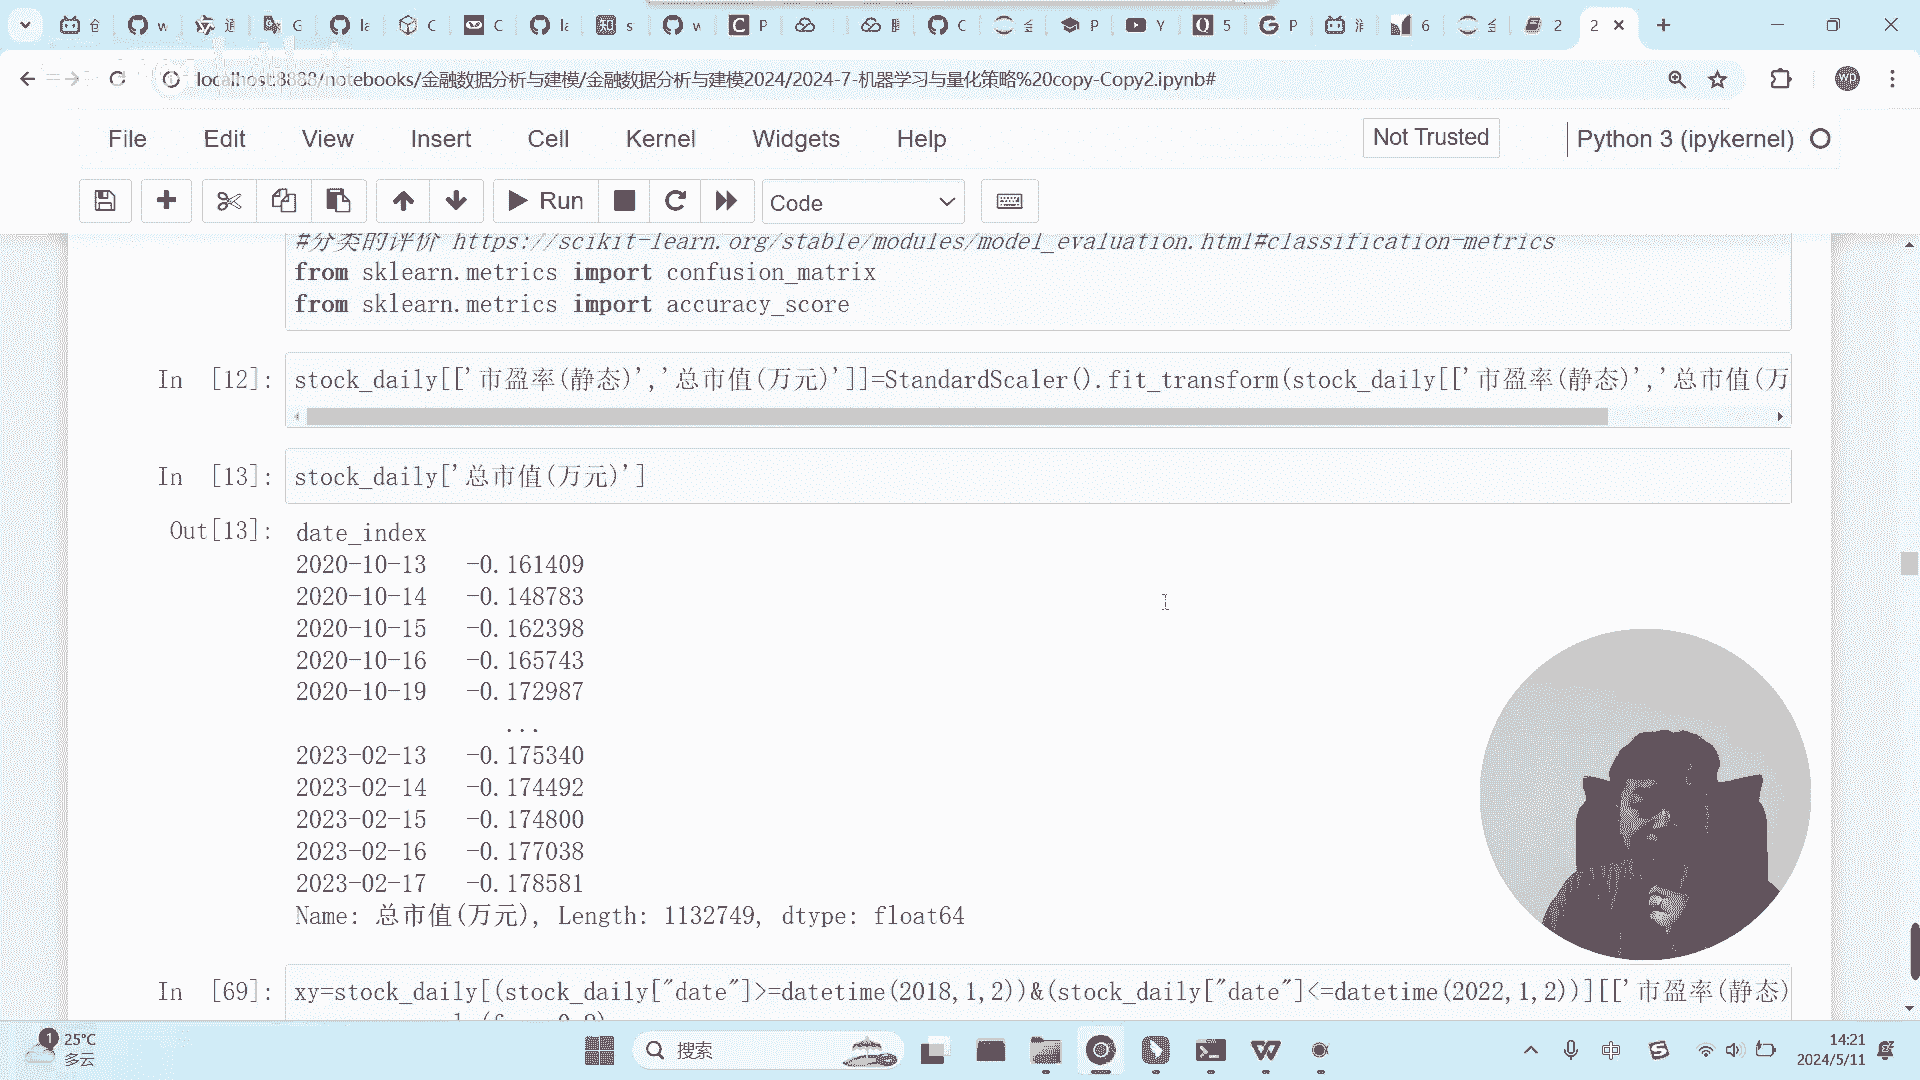 localhost:8888/notebooks/金融数据分析与建模/金融数据分析与建模2024/2024-7-机器学习与量化策略%20copy-Copy2.ipynb#
File Edit View Insert Cell Kernel Widgets Help
Not Trusted
Python 3 (ipykernel)
Run
Code
#分类的评价 https://scikit-learn.org/stable/modules/model_evaluation.html#classification-metrics
from sklearn.metrics import confusion_matrix
from sklearn.metrics import accuracy_score
In [12]: stock_daily[['市盈率(静态)','总市值(万元)']]=StandardScaler().fit_transform(stock_daily[['市盈率(静态)','总市值(万
In [13]: stock_daily['总市值(万元)']
Out[13]: date_index
2020-10-13 -0.161409
2020-10-14 -0.148783
2020-10-15 -0.162398
2020-10-16 -0.165743
2020-10-19 -0.172987
...
2023-02-13 -0.175340
2023-02-14 -0.174492
2023-02-15 -0.174800
2023-02-16 -0.177038
2023-02-17 -0.178581
Name: 总市值(万元), Length: 1132749, dtype: float64
In [69]: xy=stock_daily[(stock_daily["date"]>=datetime(2018,1,2))&(stock_daily["date"]<=datetime(2022,1,2))][['市盈率(静态)
1
25°C
多云
搜索
中
14:21
2024/5/11